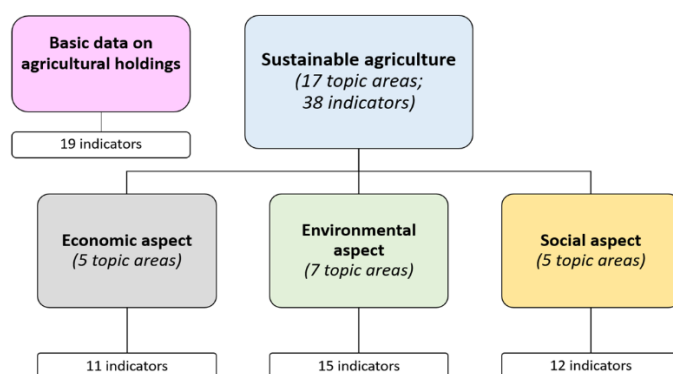 Basic data on
agricultural holdings
19 indicators
Sustainable agriculture
(17 topic areas;
38 indicators)
Economic aspect
(5 topic areas)
11 indicators
Environmental
aspect
(7 topic areas)
15 indicators
Social aspect
(5 topic areas)
12 indicators